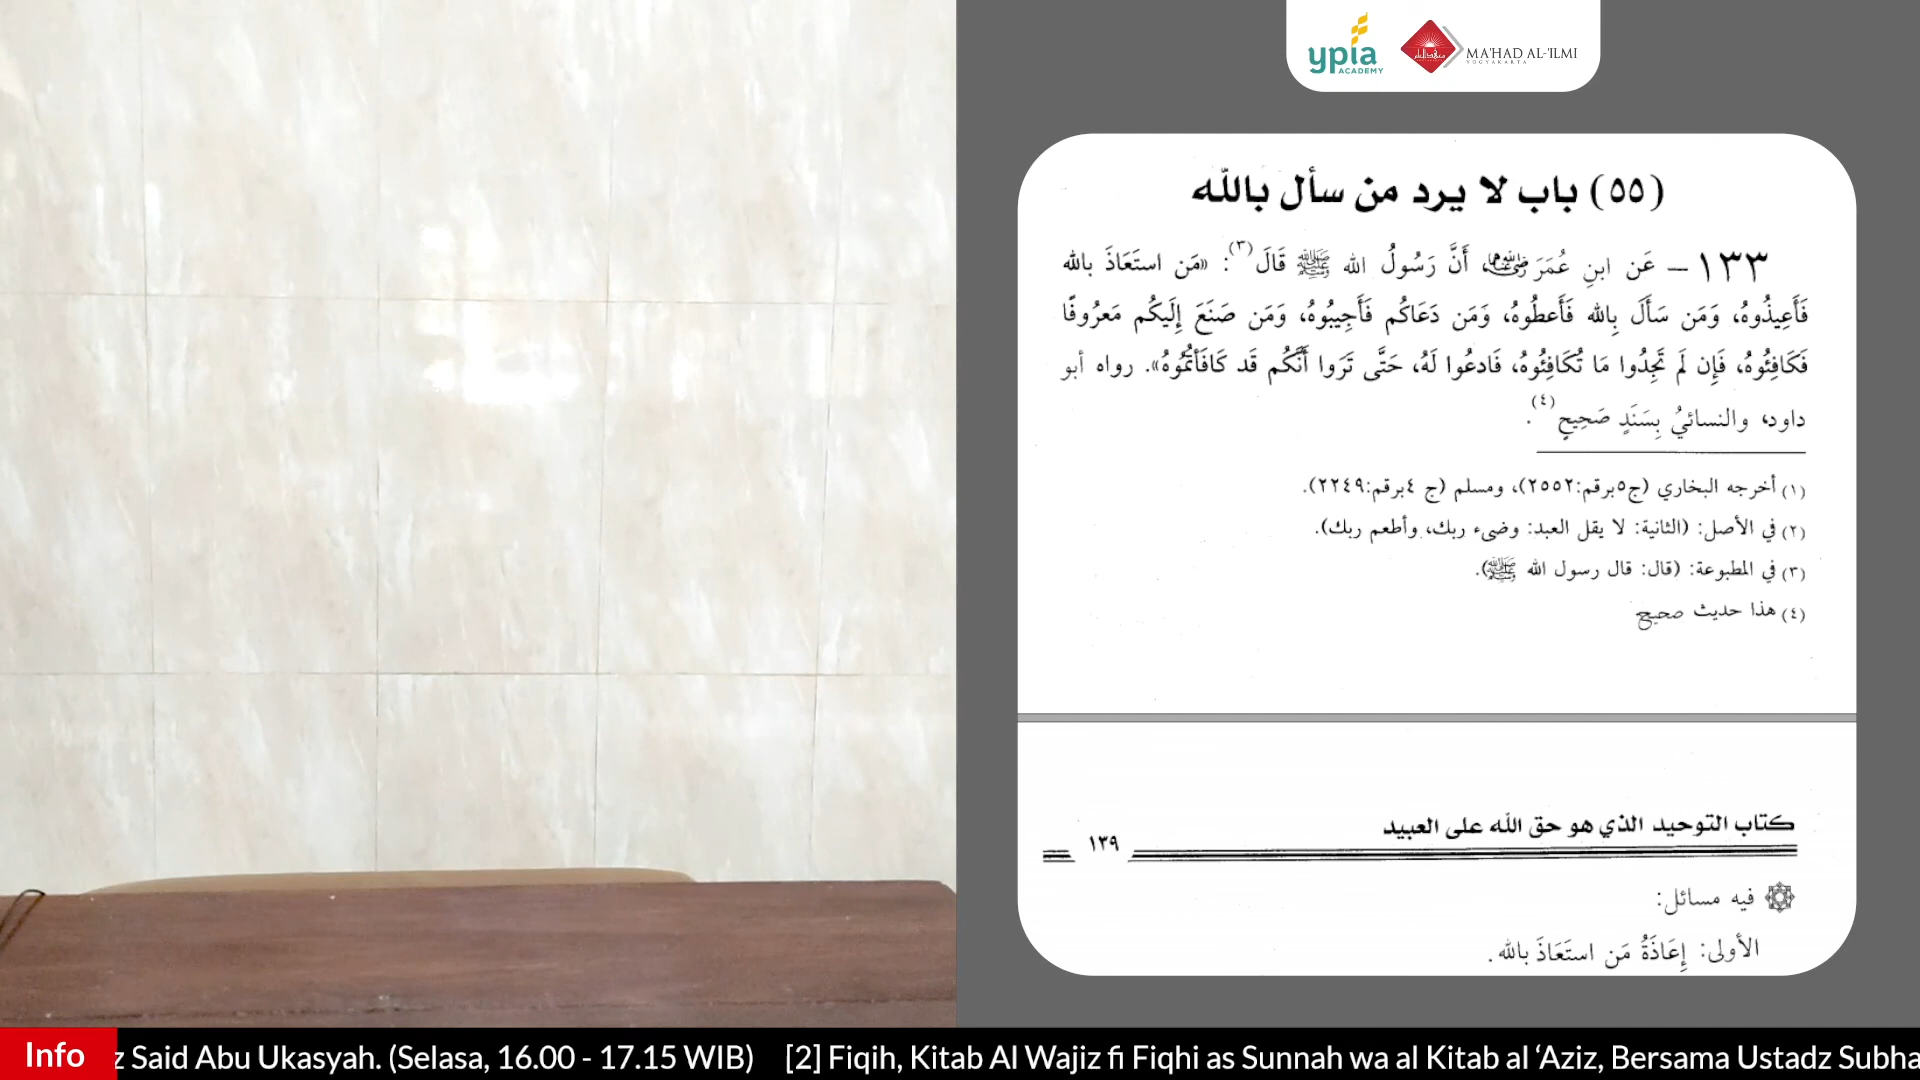 ypia
ACADEMY
MA'HAD AL-'ILMI
YOGYAKARTA
(٥٥) باب لا يرد من سأل بالله
١٣٣ – عَن ابنِ عُمَرَ رضي الله عنهما، أَنَّ رَسُولُ الله ﷺ قَالَ(٣): «مَن استَعَاذَ بالله
فَأَعِيذُوهُ، وَمَن سَأَلَ بِالله فَأَعطُوهُ، وَمَن دَعَاكُم فَأَجِيبُوهُ، وَمَن صَنَعَ إِلَيكُم مَعرُوفًا
فَكَافِئُوهُ، فَإِن لَم تَجِدُوا مَا تُكَافِئُوهُ، فَادعُوا لَهُ، حَتَّى تَرَوا أَنَّكُم قَد كَافَأتُمُوهُ». رواه أبو
داود، والنسائيُ بِسَنَدٍ صَحِيحٍ(٤).
(١) أخرجه البخاري (ج٥برقم:٢٥٥٢)، ومسلم (ج ٤برقم:٢٢٤٩).
(٢) في الأصل: (الثانية: لا يقل العبد: وضيء ربك، وأطعم ربك).
(٣) في المطبوعة: (قال: قال رسول الله ﷺ).
(٤) هذا حديث صحيح
كتاب التوحيد الذي هو حق الله على العبيد
١٣٩
فيه مسائل:
الأولى: إِعَاذَةُ مَن استَعَاذَ بالله.
Info z Said Abu Ukasyah. (Selasa, 16.00 - 17.15 WIB) [2] Fiqih, Kitab Al Wajiz fi Fiqhi as Sunnah wa al Kitab al ‘Aziz, Bersama Ustadz Subha